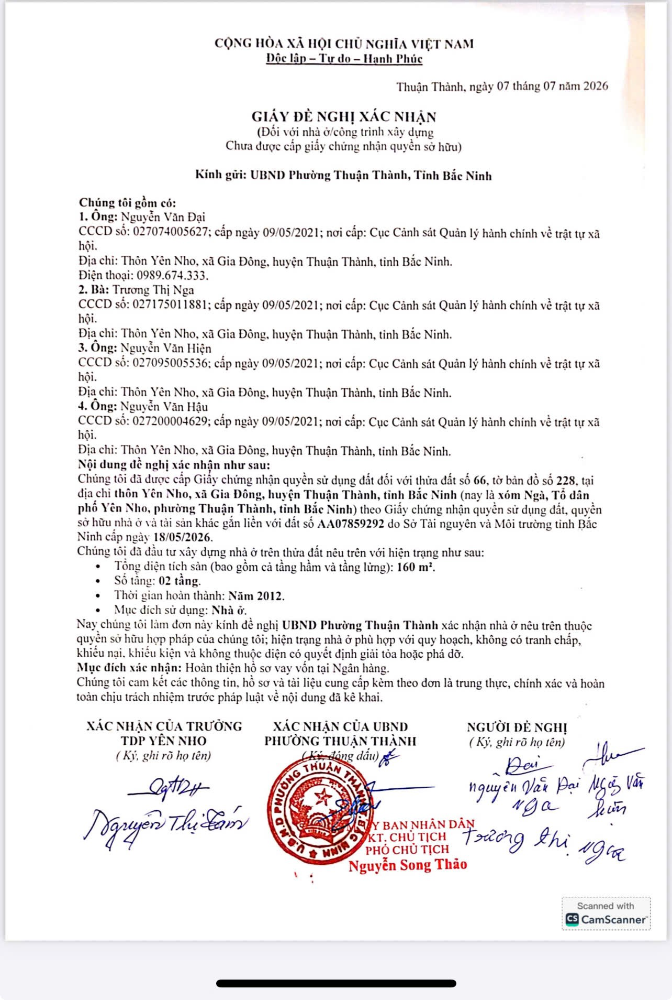 CỘNG HÒA XÃ HỘI CHỦ NGHĨA VIỆT NAM
Độc lập – Tự do – Hạnh Phúc
Thuận Thành, ngày 07 tháng 07 năm 2026
GIẤY ĐỀ NGHỊ XÁC NHẬN
(Đối với nhà ở/công trình xây dựng
Chưa được cấp giấy chứng nhận quyền sở hữu)
Kính gửi: UBND Phường Thuận Thành, Tỉnh Bắc Ninh
Chúng tôi gồm có:
1. Ông: Nguyễn Văn Đại
CCCD số: 027074005627; cấp ngày 09/05/2021; nơi cấp: Cục Cảnh sát Quản lý hành chính về trật tự xã
hội.
Địa chỉ: Thôn Yên Nho, xã Gia Đông, huyện Thuận Thành, tỉnh Bắc Ninh.
Điện thoại: 0989.674.333.
2. Bà: Trương Thị Nga
CCCD số: 027175011881; cấp ngày 09/05/2021; nơi cấp: Cục Cảnh sát Quản lý hành chính về trật tự xã
hội.
Địa chỉ: Thôn Yên Nho, xã Gia Đông, huyện Thuận Thành, tỉnh Bắc Ninh.
3. Ông: Nguyễn Văn Hiện
CCCD số: 027095005536; cấp ngày 09/05/2021; nơi cấp: Cục Cảnh sát Quản lý hành chính về trật tự xã
hội.
Địa chỉ: Thôn Yên Nho, xã Gia Đông, huyện Thuận Thành, tỉnh Bắc Ninh.
4. Ông: Nguyễn Văn Hậu
CCCD số: 027200004629; cấp ngày 09/05/2021; nơi cấp: Cục Cảnh sát Quản lý hành chính về trật tự xã
hội.
Địa chỉ: Thôn Yên Nho, xã Gia Đông, huyện Thuận Thành, tỉnh Bắc Ninh.
Nội dung đề nghị xác nhận như sau:
Chúng tôi đã được cấp Giấy chứng nhận quyền sử dụng đất đối với thửa đất số 66, tờ bản đồ số 228, tại
địa chỉ thôn Yên Nho, xã Gia Đông, huyện Thuận Thành, tỉnh Bắc Ninh (nay là xóm Ngà, Tổ dân
phố Yên Nho, phường Thuận Thành, tỉnh Bắc Ninh) theo Giấy chứng nhận quyền sử dụng đất, quyền
sở hữu nhà ở và tài sản khác gắn liền với đất số AA07859292 do Sở Tài nguyên và Môi trường tỉnh Bắc
Ninh cấp ngày 18/05/2026.
Chúng tôi đã đầu tư xây dựng nhà ở trên thửa đất nêu trên với hiện trạng như sau:
• Tổng diện tích sàn (bao gồm cả tầng hầm và tầng lửng): 160 m².
• Số tầng: 02 tầng.
• Thời gian hoàn thành: Năm 2012.
• Mục đích sử dụng: Nhà ở.
Nay chúng tôi làm đơn này kính đề nghị UBND Phường Thuận Thành xác nhận nhà ở nêu trên thuộc
quyền sở hữu hợp pháp của chúng tôi; hiện trạng nhà ở phù hợp với quy hoạch, không có tranh chấp,
khiếu nại, khiếu kiện và không thuộc diện có quyết định giải tỏa hoặc phá dỡ.
Mục đích xác nhận: Hoàn thiện hồ sơ vay vốn tại Ngân hàng.
Chúng tôi cam kết các thông tin, hồ sơ và tài liệu cung cấp kèm theo đơn là trung thực, chính xác và hoàn
toàn chịu trách nhiệm trước pháp luật về nội dung đã kê khai.
XÁC NHẬN CỦA TRƯỞNG
TDP YÊN NHO
( Ký, ghi rõ họ tên)
Nguyễn Thị Tám
XÁC NHẬN CỦA UBND
PHƯỜNG THUẬN THÀNH
( Ký, đóng dấu)
U.B.N.D PHƯỜNG THUẬN THÀNH T.BẮC NINH
ỦY BAN NHÂN DÂN
KT. CHỦ TỊCH
PHÓ CHỦ TỊCH
Nguyễn Song Thảo
NGƯỜI ĐỀ NGHỊ
( Ký, ghi rõ họ tên)
Đại
nguyễn Văn Đại
Nga
Trương thị Nga
Scanned with
CS CamScanner